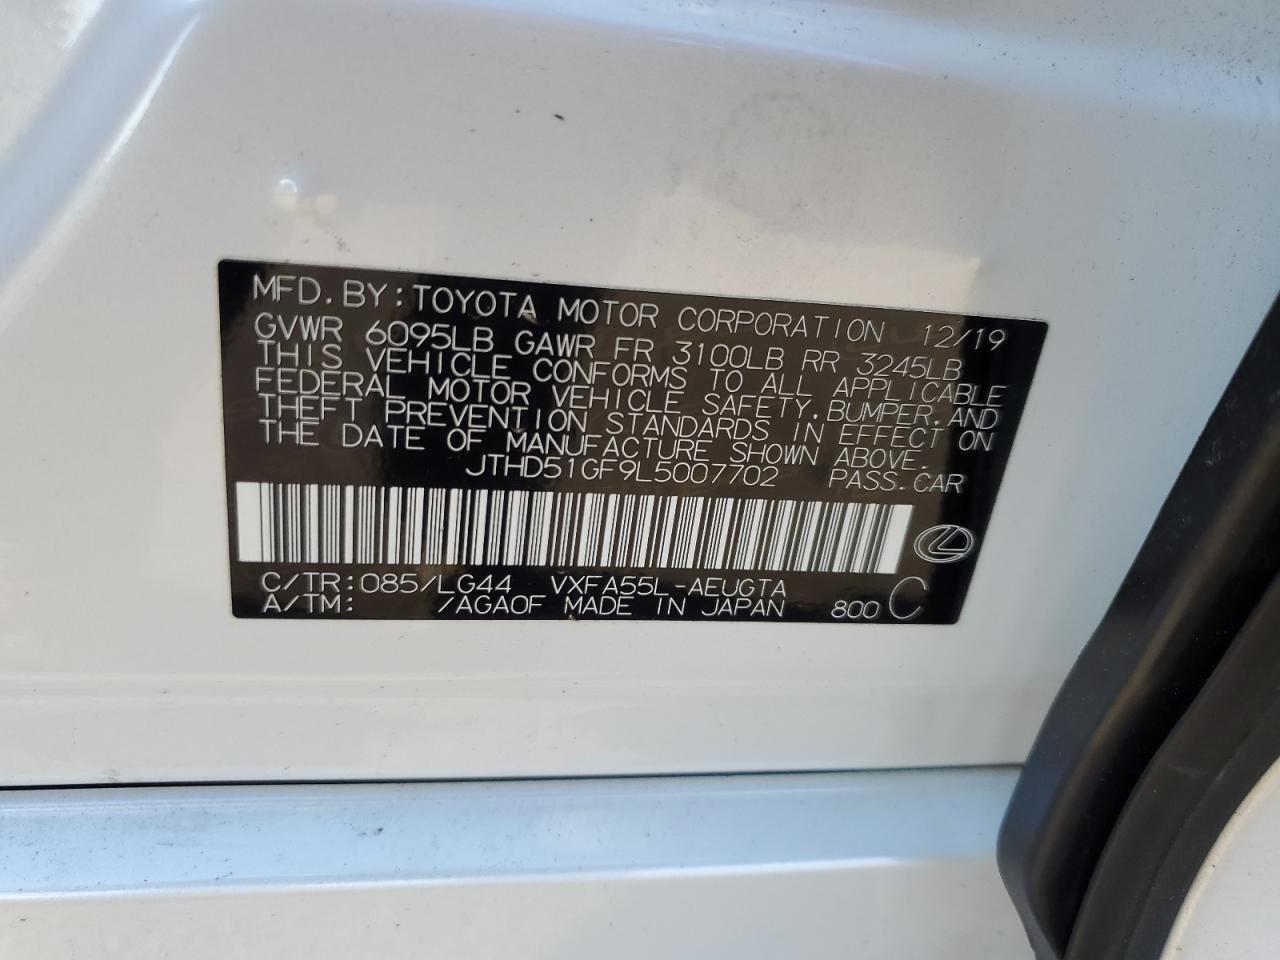 MFD. BY: TOYOTA MOTOR CORPORATION 12/19
GVWR 6095LB GAWR FR 3100LB RR 3245LB
THIS VEHICLE CONFORMS TO ALL APPLICABLE
FEDERAL MOTOR VEHICLE SAFETY, BUMPER, AND
THEFT PREVENTION STANDARDS IN EFFECT ON
THE DATE OF MANUFACTURE SHOWN ABOVE.
JTHD51GF9L5007702 PASS. CAR
C/TR: 085/LG44 VXFA55L-AEUGTA
A/TM: /AGA0F MADE IN JAPAN 800 C